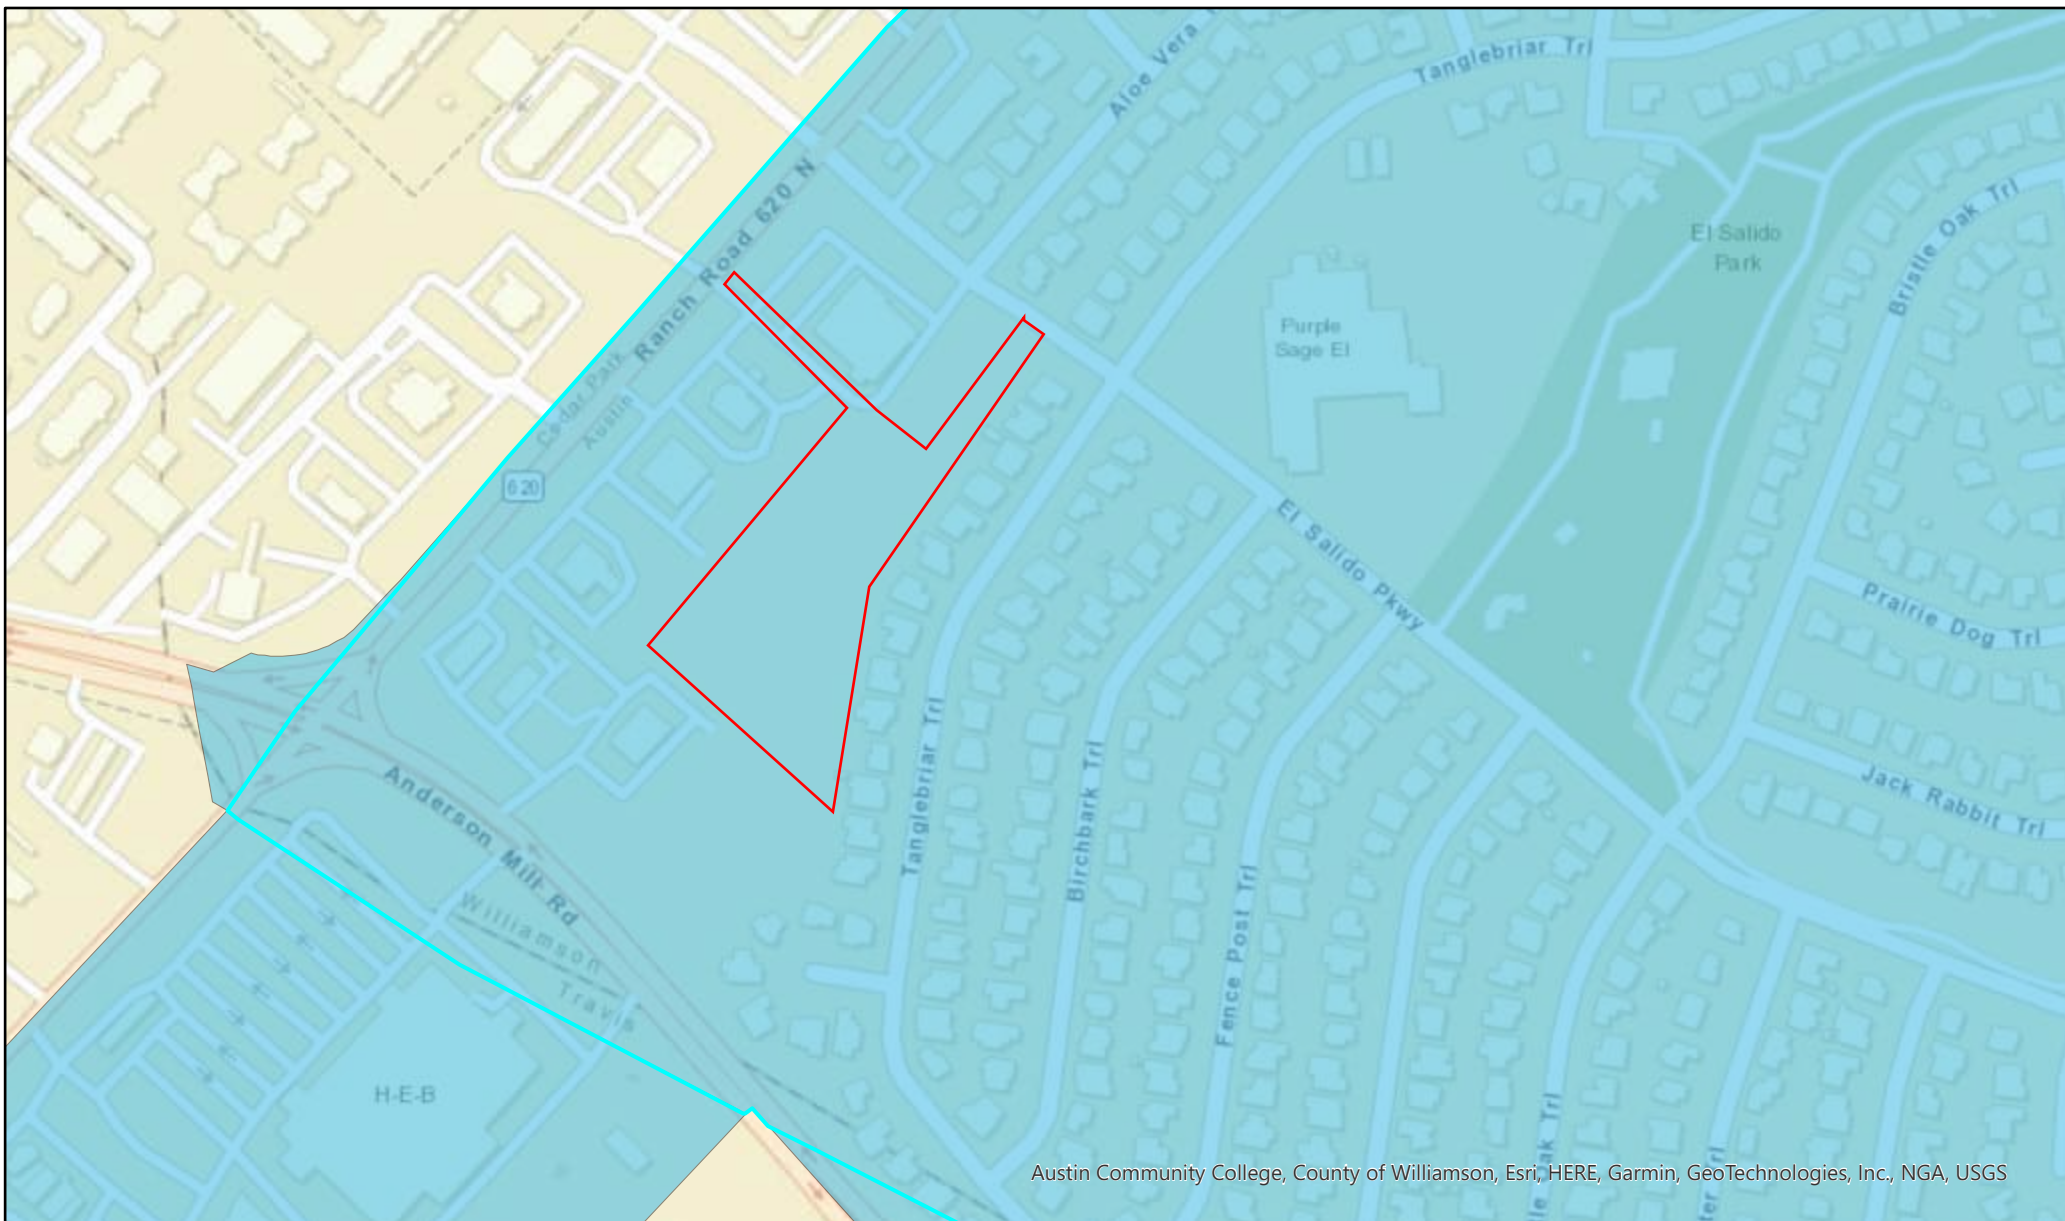 Aloe Vera
Tanglebriar Trl
Ranch Road 620 N
El Salido
Park
Bristle Oak Trl
Purple
Sage El
Cedar Park
Austin
620
El Salido Pkwy
Prairie Dog Trl
Tanglebriar Trl
Birchbark Trl
Jack Rabbit Trl
Anderson Mill Rd
Fence Post Trl
Williamson
Travis
H-E-B
Austin Community College, County of Williamson, Esri, HERE, Garmin, GeoTechnologies, Inc., NGA, USGS
Trl
Trl